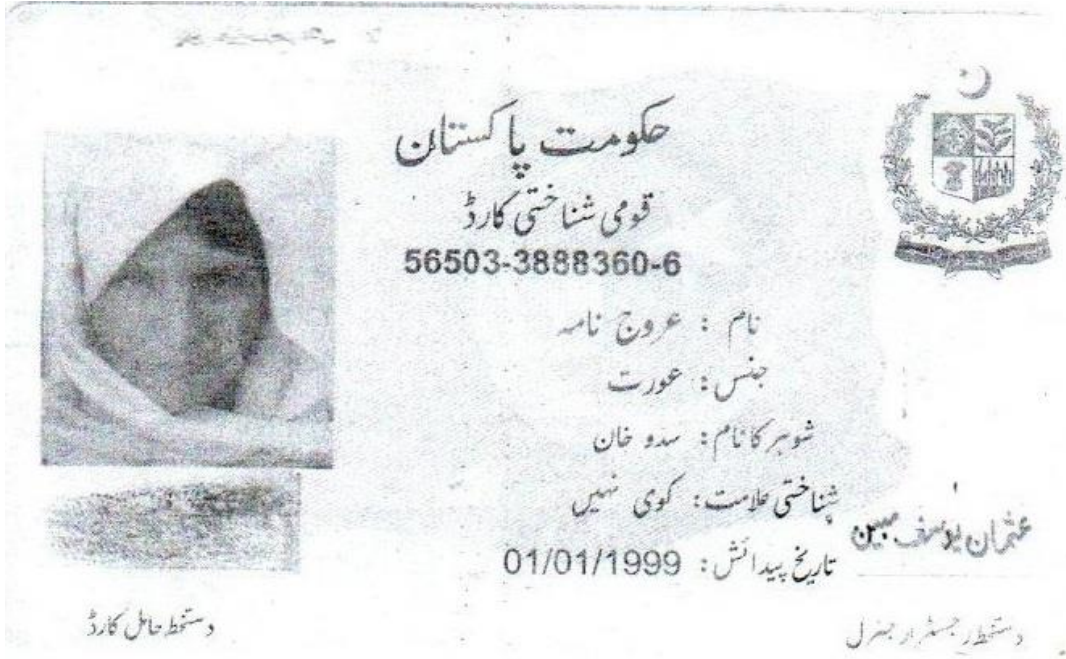 حکومت پاکستان
قومی شناختی کارڈ
56503-3888360-6
نام : عروج نامہ
جنس : عورت
شوہر کا نام : سدو خان
شناختی علامت : کوی نہیں
تاریخ پیدائش : 01/01/1999
عثمان یوسف مبین
دستخط حامل کارڈ
دستخط رجسٹرار جنرل